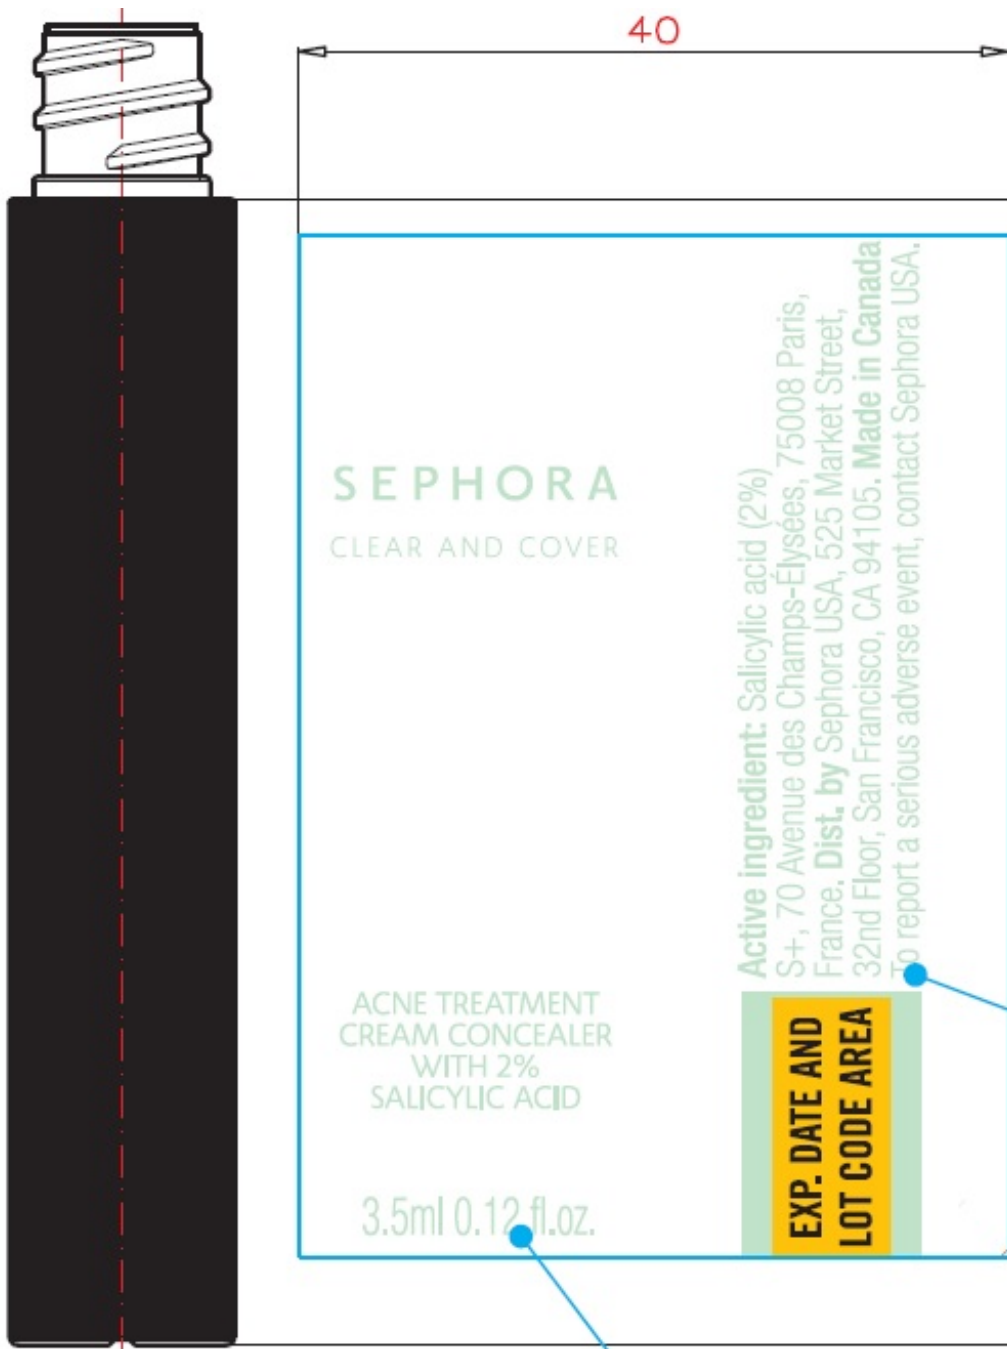 40
SEPHORA
CLEAR AND COVER
ACNE TREATMENT
CREAM CONCEALER
WITH 2%
SALICYLIC ACID
3.5ml 0.12 fl.oz.
Active ingredient: Salicylic acid (2%)
S+, 70 Avenue des Champs-Élysées, 75008 Paris,
France. Dist. by Sephora USA, 525 Market Street,
32nd Floor, San Francisco, CA 94105. Made in Canada
To report a serious adverse event, contact Sephora USA.
EXP. DATE AND
LOT CODE AREA